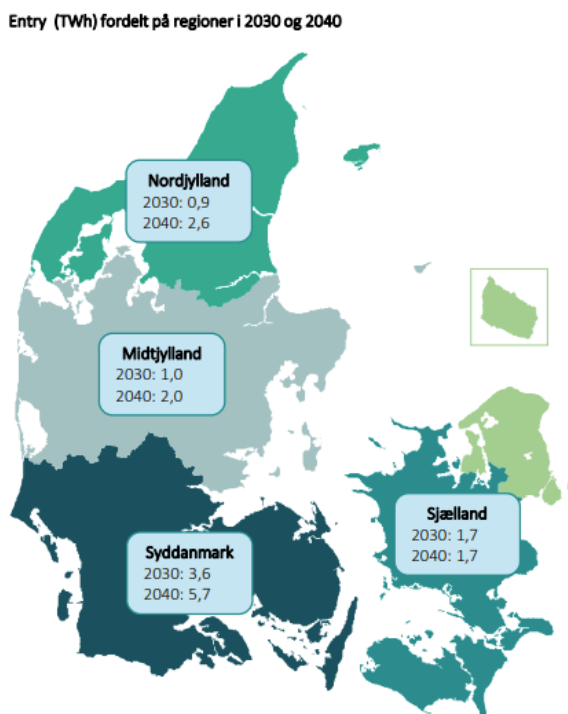 Entry (TWh) fordelt på regioner i 2030 og 2040
Nordjylland
2030: 0,9
2040: 2,6
Midtjylland
2030: 1,0
2040: 2,0
Sjælland
2030: 1,7
2040: 1,7
Syddanmark
2030: 3,6
2040: 5,7